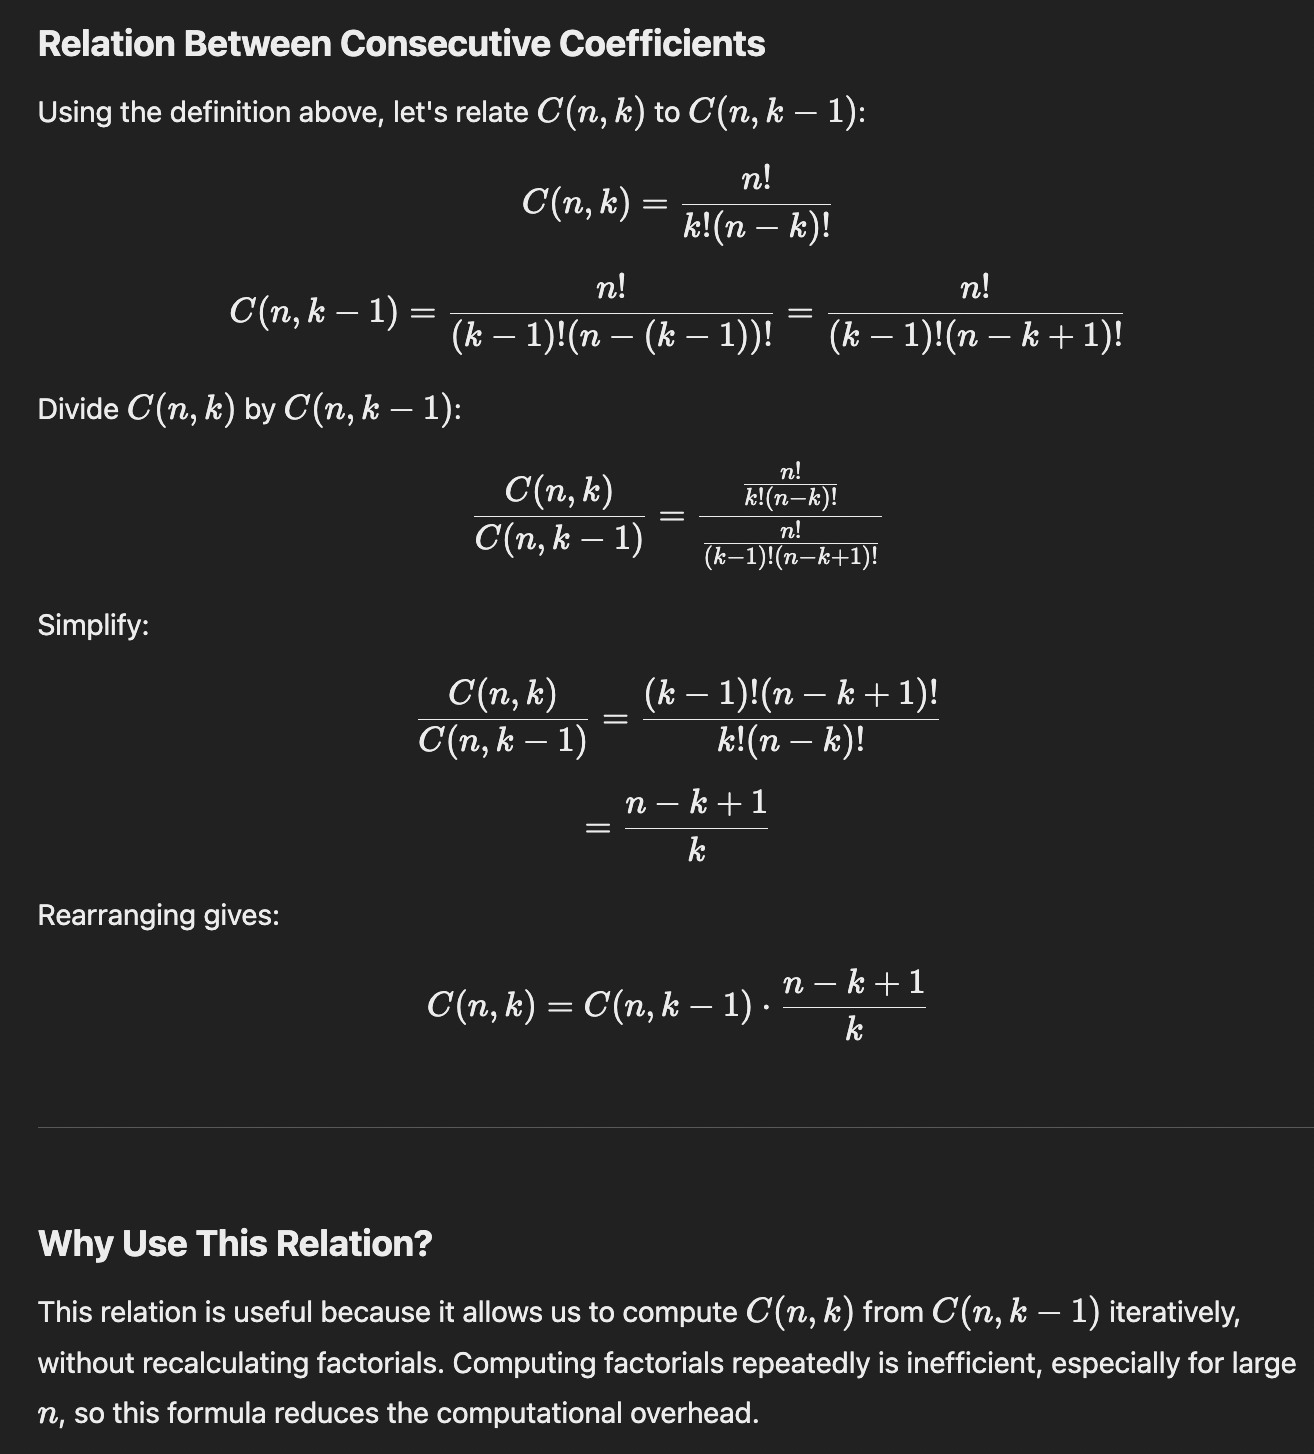 Relation Between Consecutive Coefficients
Using the definition above, let's relate C(n, k) to C(n, k − 1):
C(n, k) = \frac{n!}{k!(n − k)!}
C(n, k − 1) = \frac{n!}{(k − 1)!(n − (k − 1))!} = \frac{n!}{(k − 1)!(n − k + 1)!}
Divide C(n, k) by C(n, k − 1):
\frac{C(n, k)}{C(n, k − 1)} = \frac{\frac{n!}{k!(n−k)!}}{\frac{n!}{(k−1)!(n−k+1)!}}
Simplify:
\frac{C(n, k)}{C(n, k − 1)} = \frac{(k − 1)!(n − k + 1)!}{k!(n − k)!}
= \frac{n − k + 1}{k}
Rearranging gives:
C(n, k) = C(n, k − 1) · \frac{n − k + 1}{k}
Why Use This Relation?
This relation is useful because it allows us to compute C(n, k) from C(n, k − 1) iteratively,
without recalculating factorials. Computing factorials repeatedly is inefficient, especially for large
n, so this formula reduces the computational overhead.